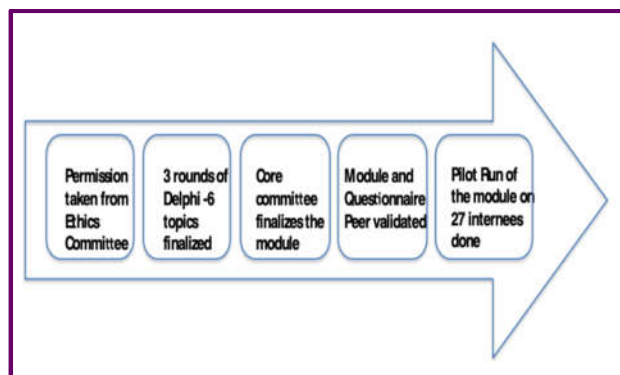 Permission
taken from
Ethics
Committee
3 rounds of
Delphi -6
topics
finalized
Core
committee
finalizes the
module
Module and
Questionnaire
Peer validated
Pilot Run of
the module on
27 internees
done